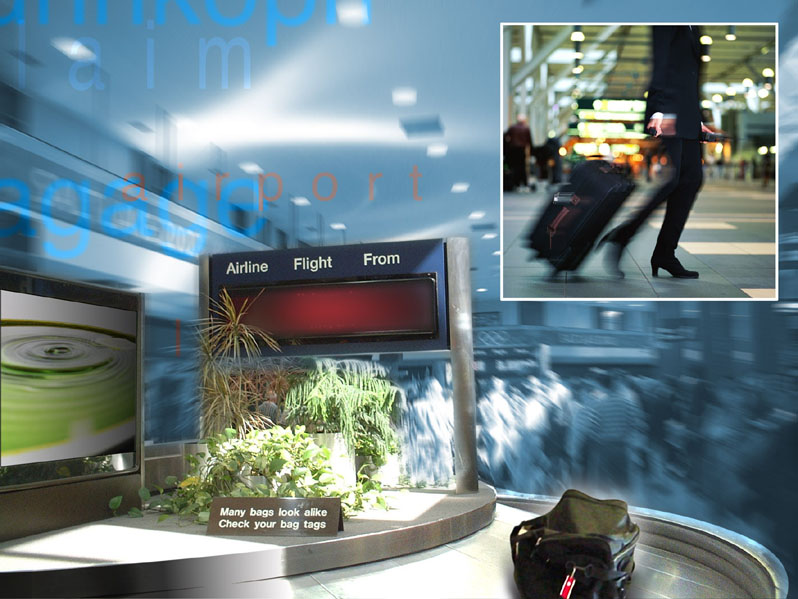 laim
airport
agage
Airline Flight From
Many bags look alike
Check your bag tags